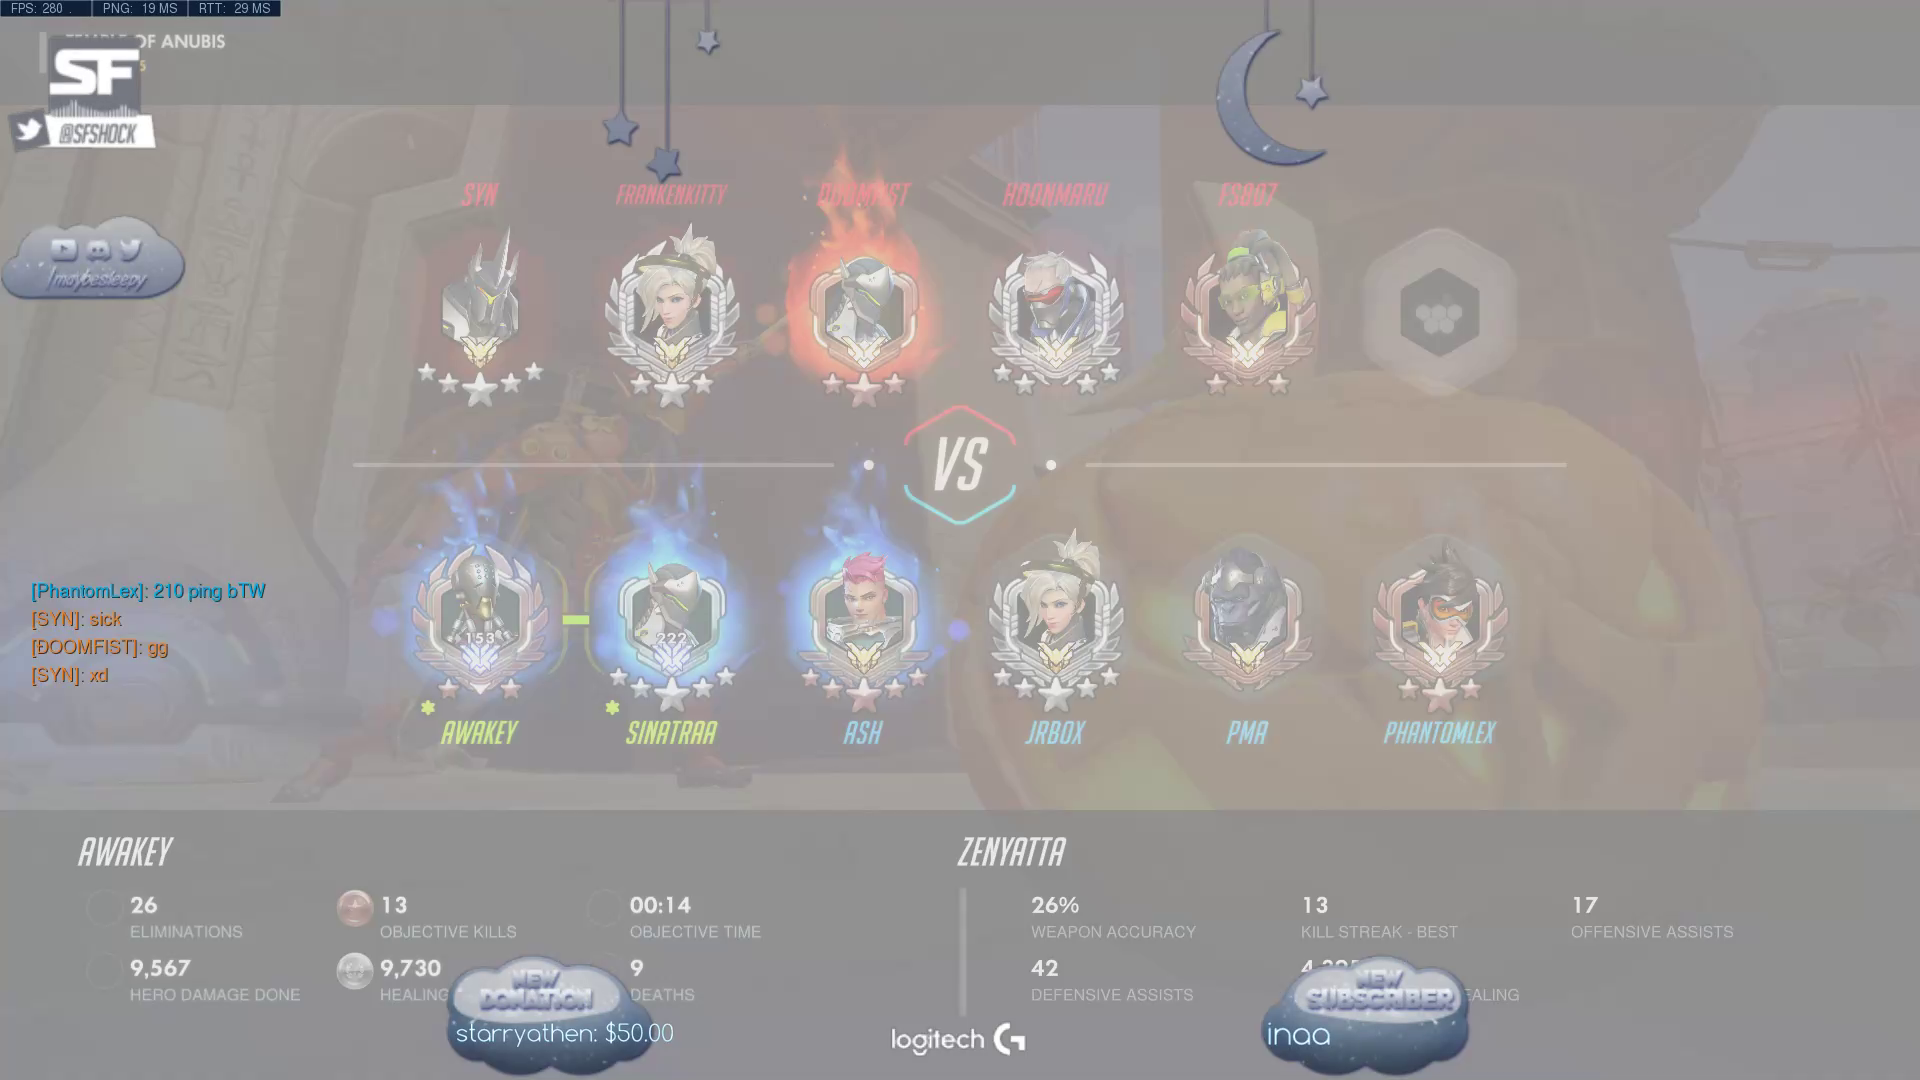 FPS: 280 . PNG: 19 MS RTT: 29 MS
OF ANUBIS
SF
@SFSHOCK
/maybesleepy
SYN FRANKENKITTY DOOMFIST HOONMARU FS807
VS
[PhantomLex]: 210 ping bTW
[SYN]: sick
[ĐOOMFIST]: gg
[SYN]: xd
153 222
AWAKEY SINATRAA ASH JRBOX PMA PHANTOMLEX
AWAKEY ZENYATTA
26 13 00:14 26% 13 17
ELIMINATIONS OBJECTIVE KILLS OBJECTIVE TIME WEAPON ACCURACY KILL STREAK - BEST OFFENSIVE ASSISTS
9,567 9,730 9 42
HERO DAMAGE DONE HEALING DEATHS DEFENSIVE ASSISTS
NEW DONATION
starryathen: $50.00
logitech G
NEW SUBSCRIBER
inaa